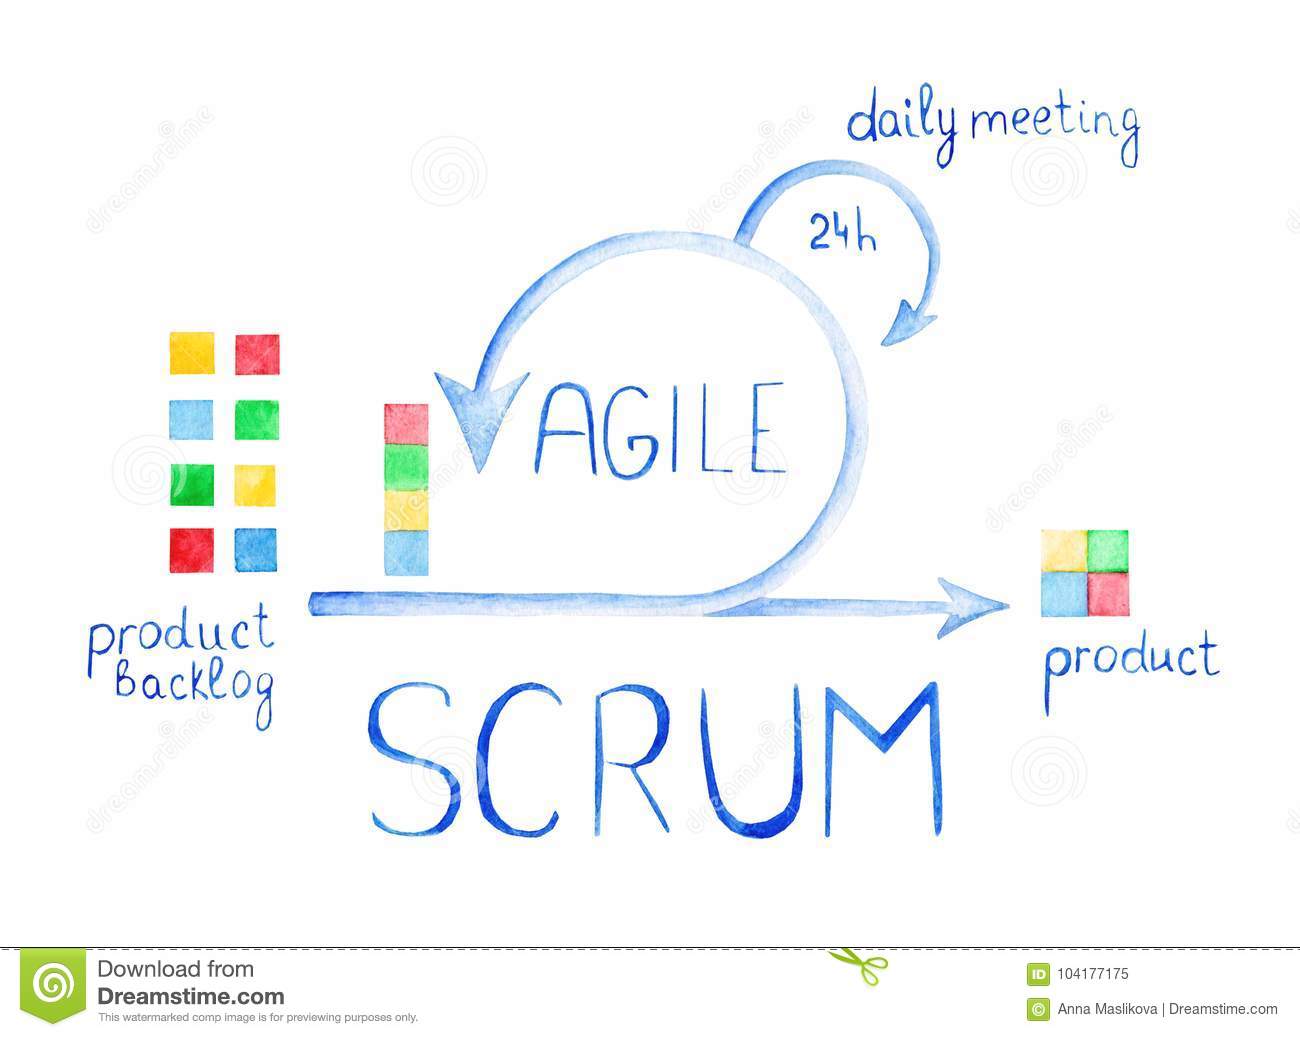 daily meeting
24h
AGILE
product
backlog
product
SCRUM
dreamstime
Download from
Dreamstime.com
This watermarked comp image is for previewing purposes only.
ID 104177175
© Anna Maslikova | Dreamstime.com